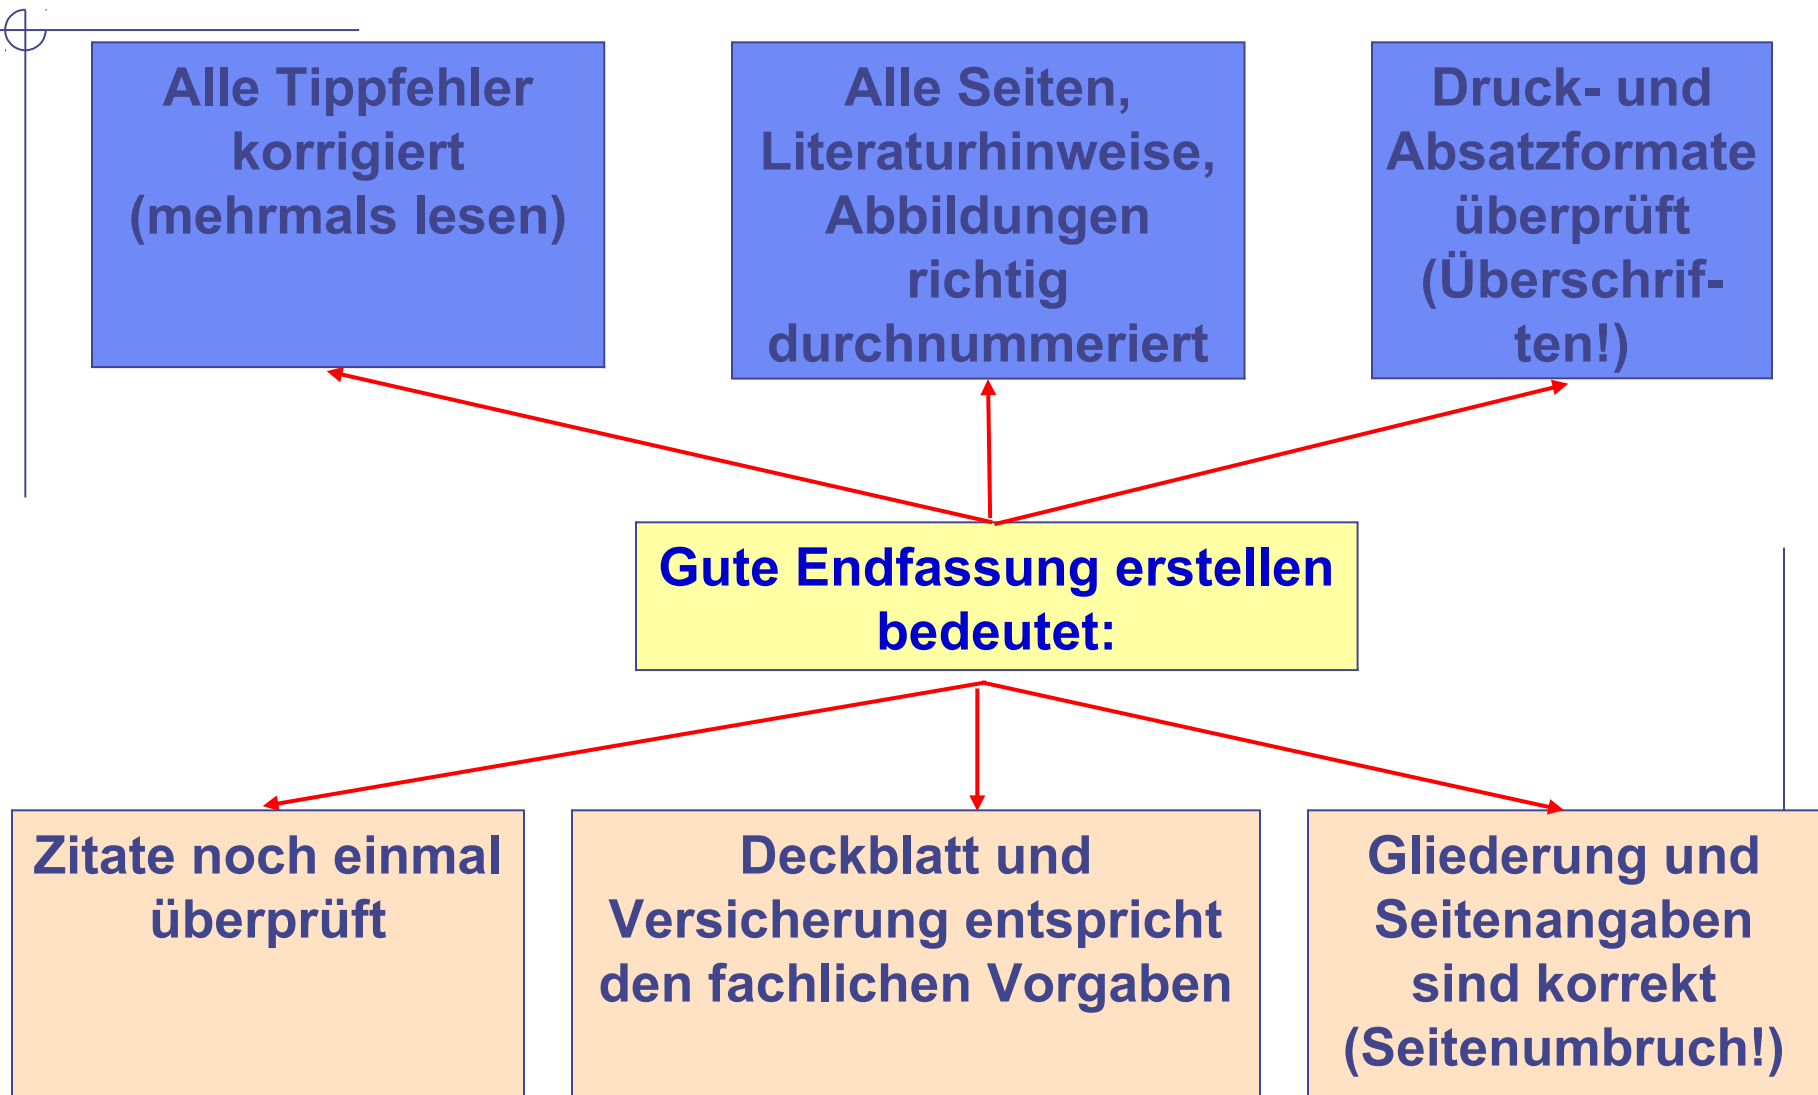 Alle Tippfehler
korrigiert
(mehrmals lesen)
Alle Seiten,
Literaturhinweise,
Abbildungen
richtig
durchnummeriert
Druck- und
Absatzformate
überprüft
(Überschrif-
ten!)
Gute Endfassung erstellen
bedeutet:
Zitate noch einmal
überprüft
Deckblatt und
Versicherung entspricht
den fachlichen Vorgaben
Gliederung und
Seitenangaben
sind korrekt
(Seitenumbruch!)